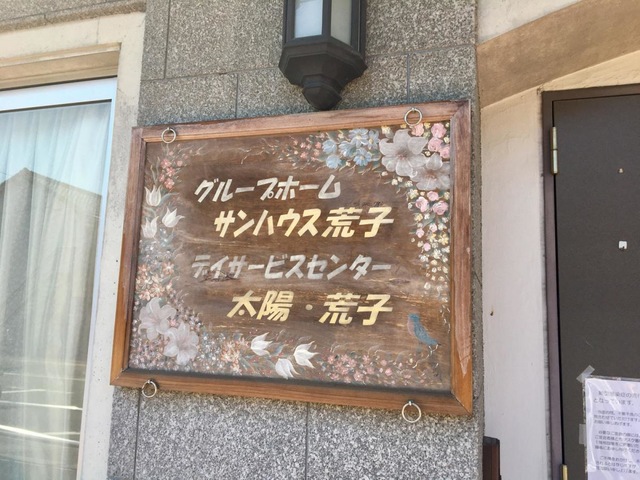 グループホーム
サンハウス荒子
デイサービスセンター
太陽・荒子